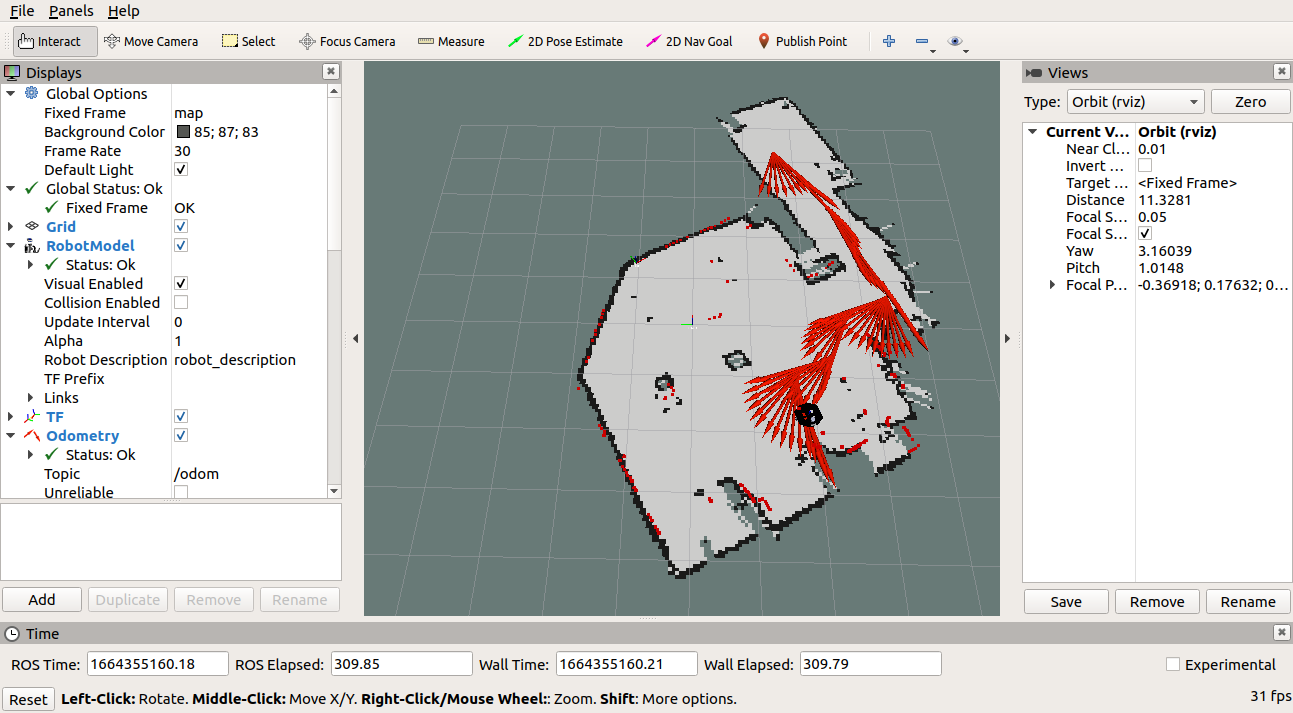 File Panels Help
Interact Move Camera Select Focus Camera Measure 2D Pose Estimate 2D Nav Goal Publish Point
Displays
Global Options
Fixed Frame map
Background Color 85; 87; 83
Frame Rate 30
Default Light
Global Status: Ok
Fixed Frame OK
Grid
RobotModel
Status: Ok
Visual Enabled
Collision Enabled
Update Interval 0
Alpha 1
Robot Description robot_description
TF Prefix
Links
TF
Odometry
Status: Ok
Topic /odom
Unreliable
Add Duplicate Remove Rename
Views
Type: Orbit (rviz) Zero
Current V... Orbit (rviz)
Near Cl... 0.01
Invert ...
Target ... <Fixed Frame>
Distance 11.3281
Focal S... 0.05
Focal S...
Yaw 3.16039
Pitch 1.0148
Focal P... -0.36918; 0.17632; 0...
Save Remove Rename
Time
ROS Time: 1664355160.18 ROS Elapsed: 309.85 Wall Time: 1664355160.21 Wall Elapsed: 309.79 Experimental
Reset Left-Click: Rotate. Middle-Click: Move X/Y. Right-Click/Mouse Wheel:: Zoom. Shift: More options. 31 fps